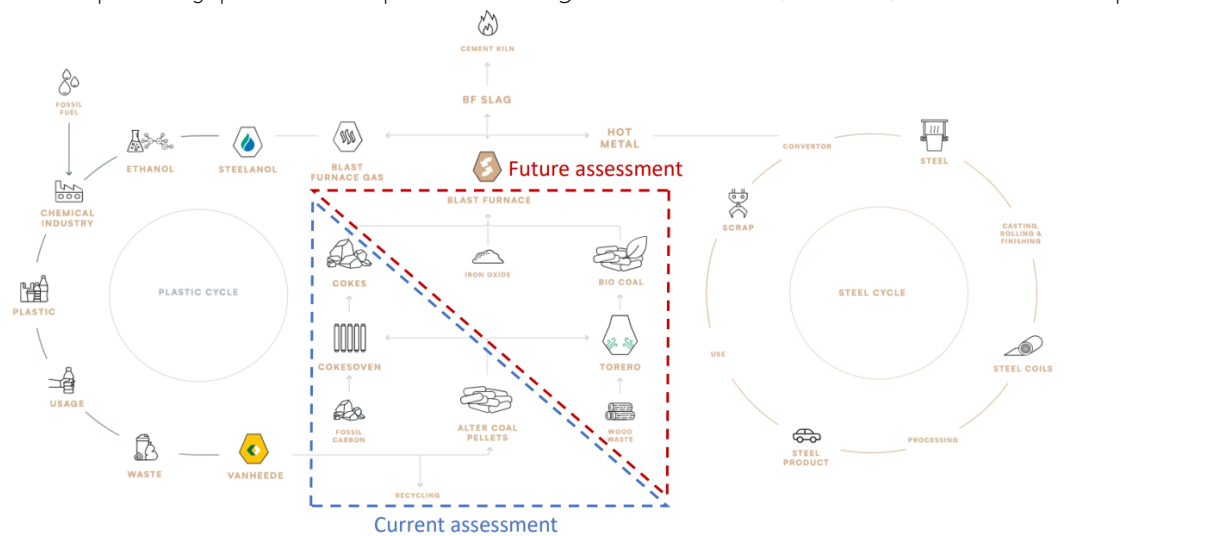 CEMENT KILN
FOSSIL
FUEL
BF SLAG
HOT
METAL
CONVERTOR
STEEL
ETHANOL
STEELANOL
BLAST
FURNACE GAS
Future assessment
BLAST FURNACE
CHEMICAL
INDUSTRY
SCRAP
CASTING,
ROLLING &
FINISHING
COKES
IRON OXIDE
BIO COAL
PLASTIC CYCLE
STEEL CYCLE
PLASTIC
COKESOVEN
TORERO
USE
STEEL COILS
USAGE
FOSSIL
CARBON
ALTER COAL
PELLETS
WOOD
WASTE
PROCESSING
STEEL
PRODUCT
WASTE
VANHEEDE
RECYCLING
Current assessment